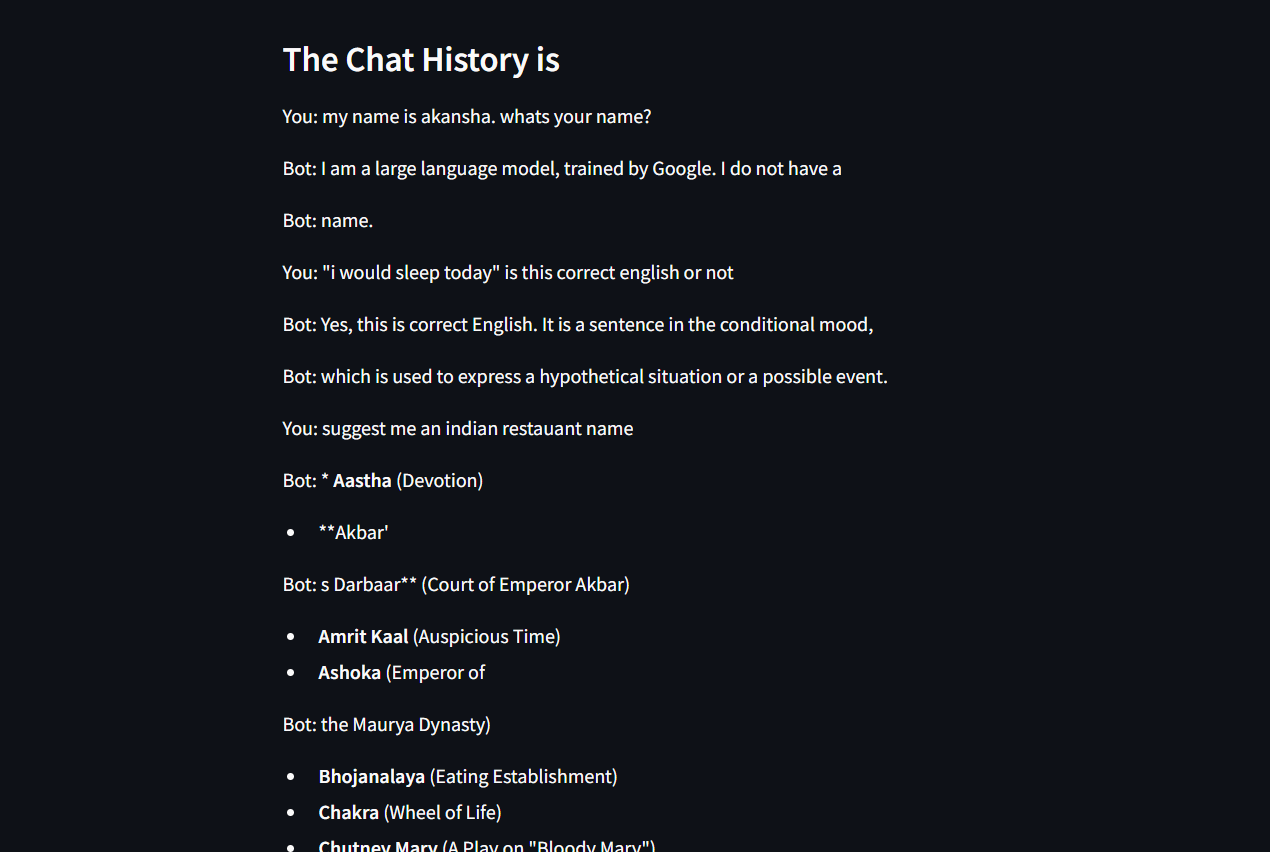 The Chat History is
You: my name is akansha. whats your name?
Bot: I am a large language model, trained by Google. I do not have a
Bot: name.
You: "i would sleep today" is this correct english or not
Bot: Yes, this is correct English. It is a sentence in the conditional mood,
Bot: which is used to express a hypothetical situation or a possible event.
You: suggest me an indian restauant name
Bot: * Aastha (Devotion)
• **Akbar'
Bot: s Darbaar** (Court of Emperor Akbar)
• Amrit Kaal (Auspicious Time)
• Ashoka (Emperor of
Bot: the Maurya Dynasty)
• Bhojanalaya (Eating Establishment)
• Chakra (Wheel of Life)
• Chutney Mary (A Play on "Bloody Mary")